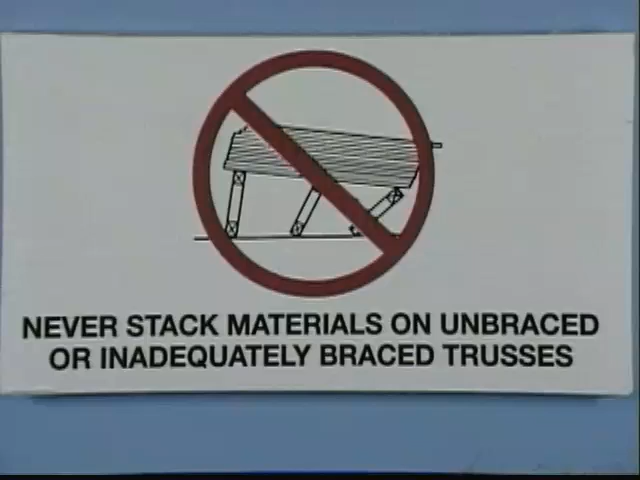 NEVER STACK MATERIALS ON UNBRACED
OR INADEQUATELY BRACED TRUSSES